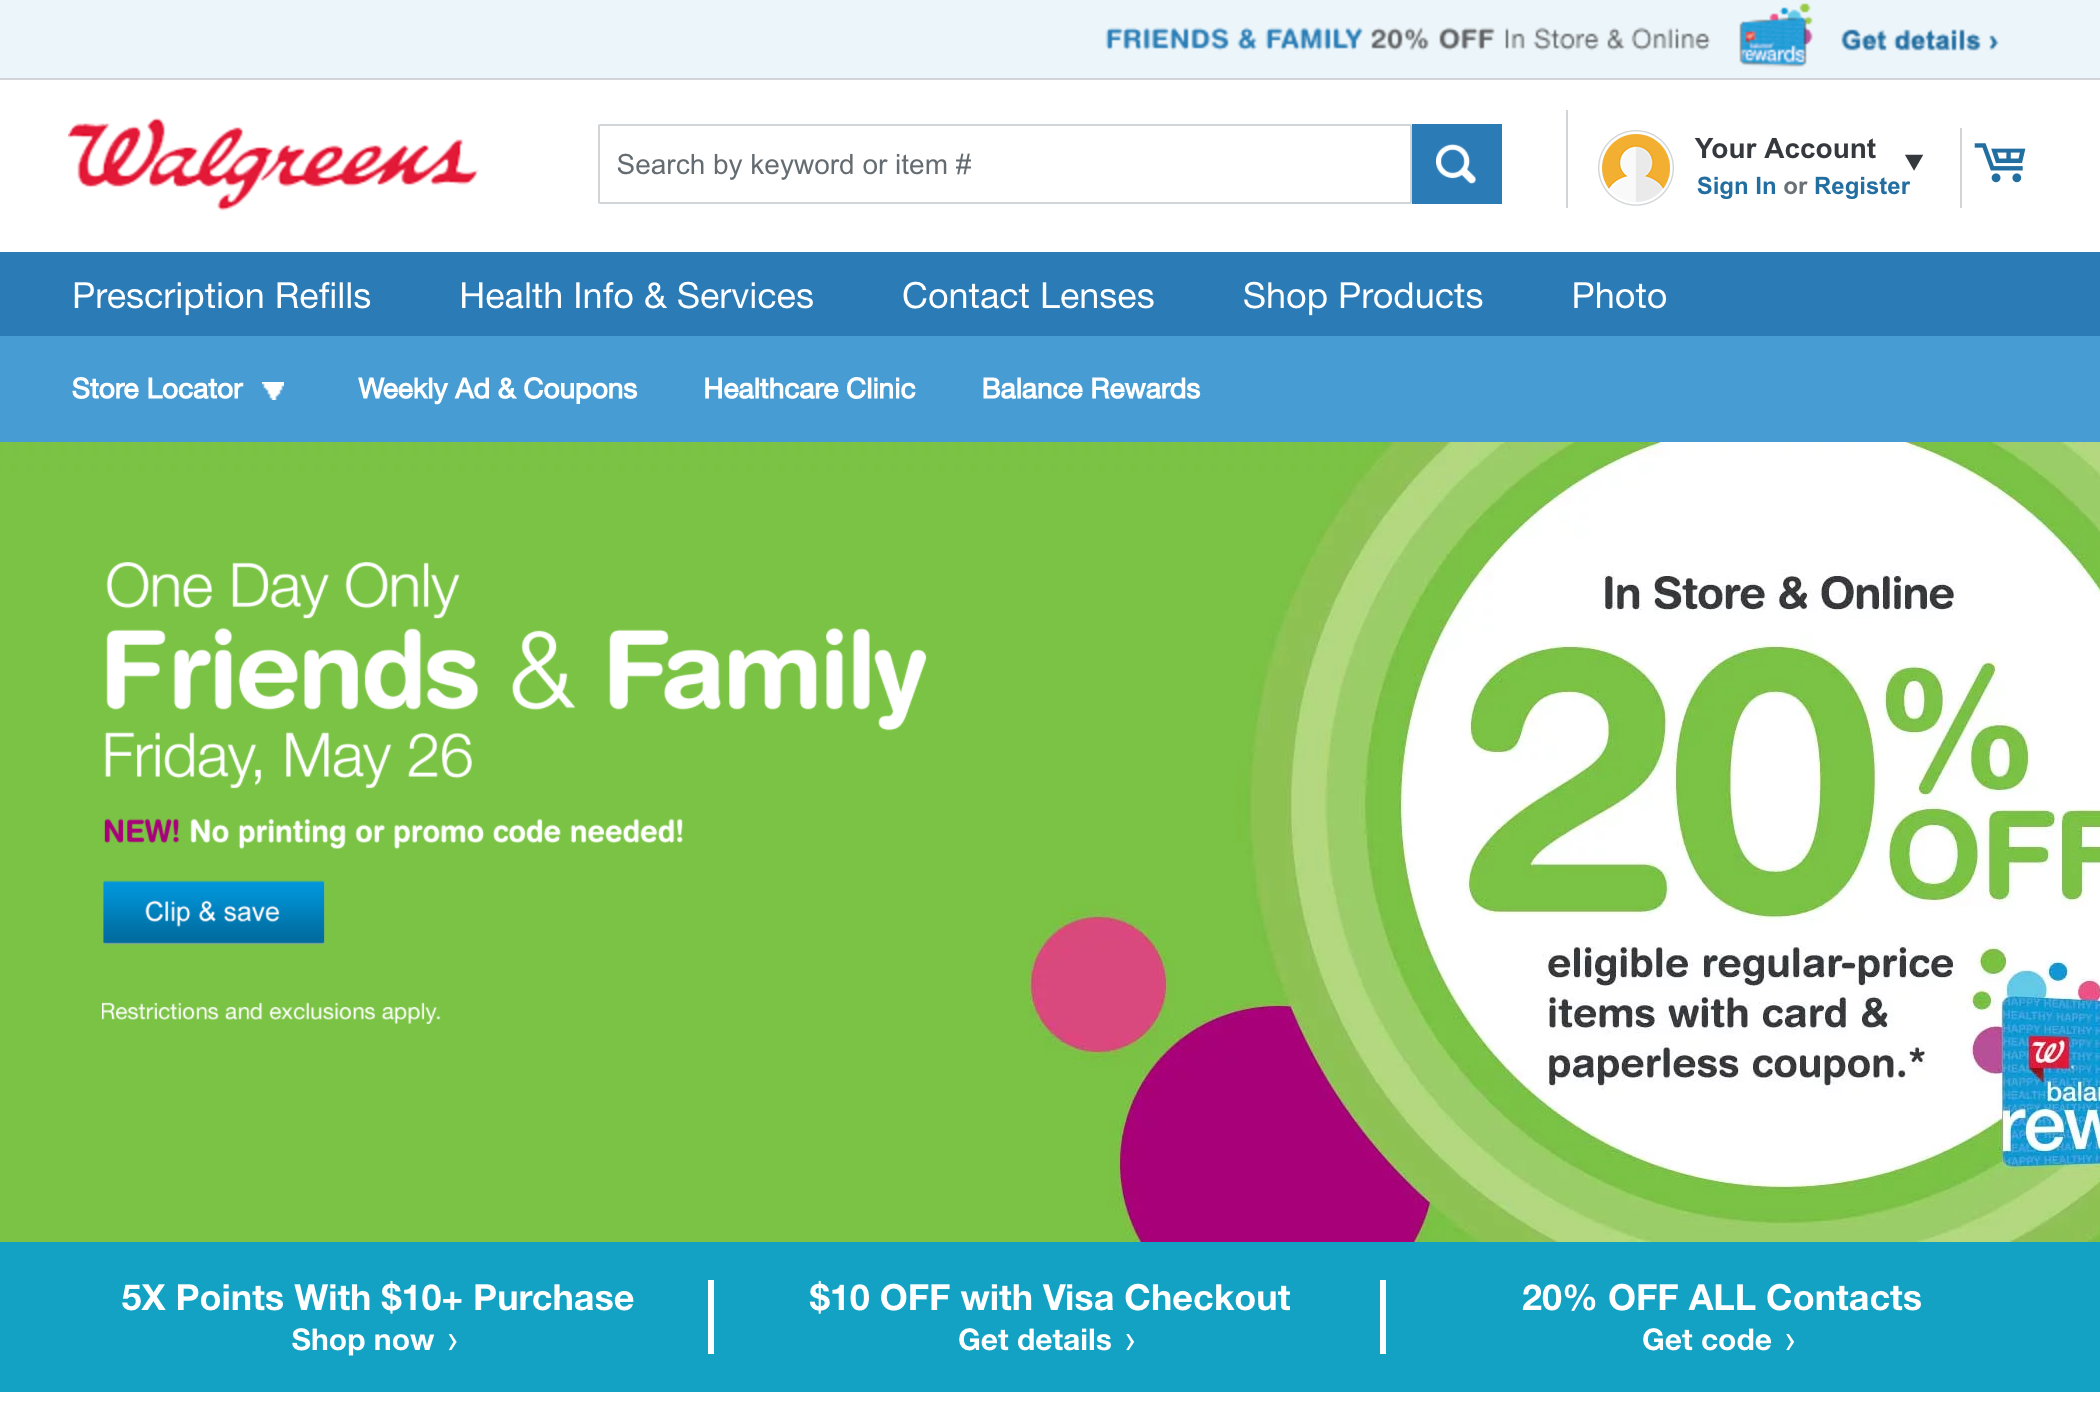 FRIENDS & FAMILY 20% OFF In Store & Online
rewards
Get details ›
Walgreens
Search by keyword or item #
Your Account ▼
Sign In or Register
Prescription Refills
Health Info & Services
Contact Lenses
Shop Products
Photo
Store Locator ▼
Weekly Ad & Coupons
Healthcare Clinic
Balance Rewards
One Day Only
Friends & Family
Friday, May 26
NEW! No printing or promo code needed!
Clip & save
Restrictions and exclusions apply.
In Store & Online
20%
OFF
eligible regular-price
items with card &
paperless coupon.*
W
5X Points With $10+ Purchase
Shop now ›
$10 OFF with Visa Checkout
Get details ›
20% OFF ALL Contacts
Get code ›